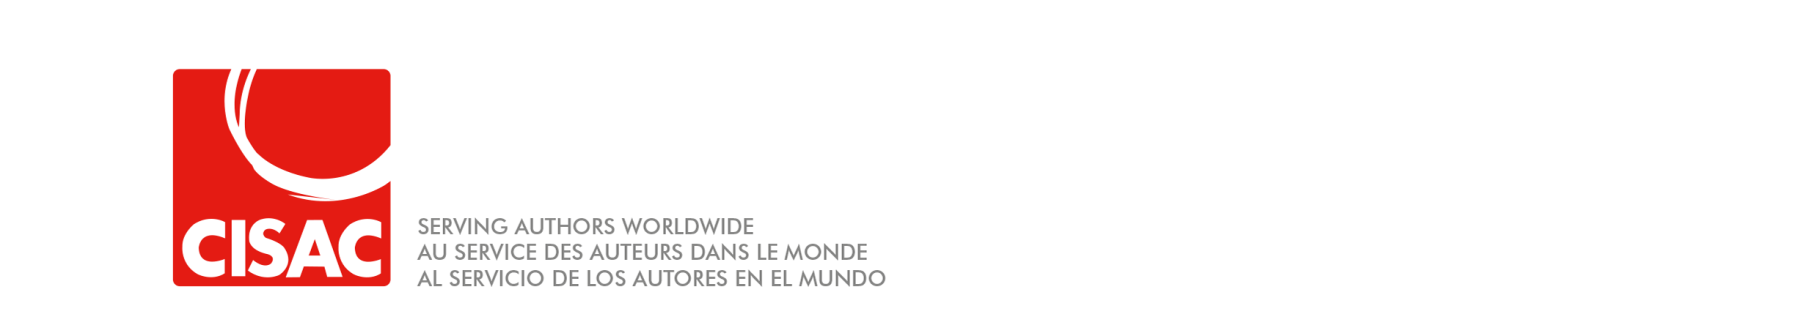 CISAC
SERVING AUTHORS WORLDWIDE
AU SERVICE DES AUTEURS DANS LE MONDE
AL SERVICIO DE LOS AUTORES EN EL MUNDO